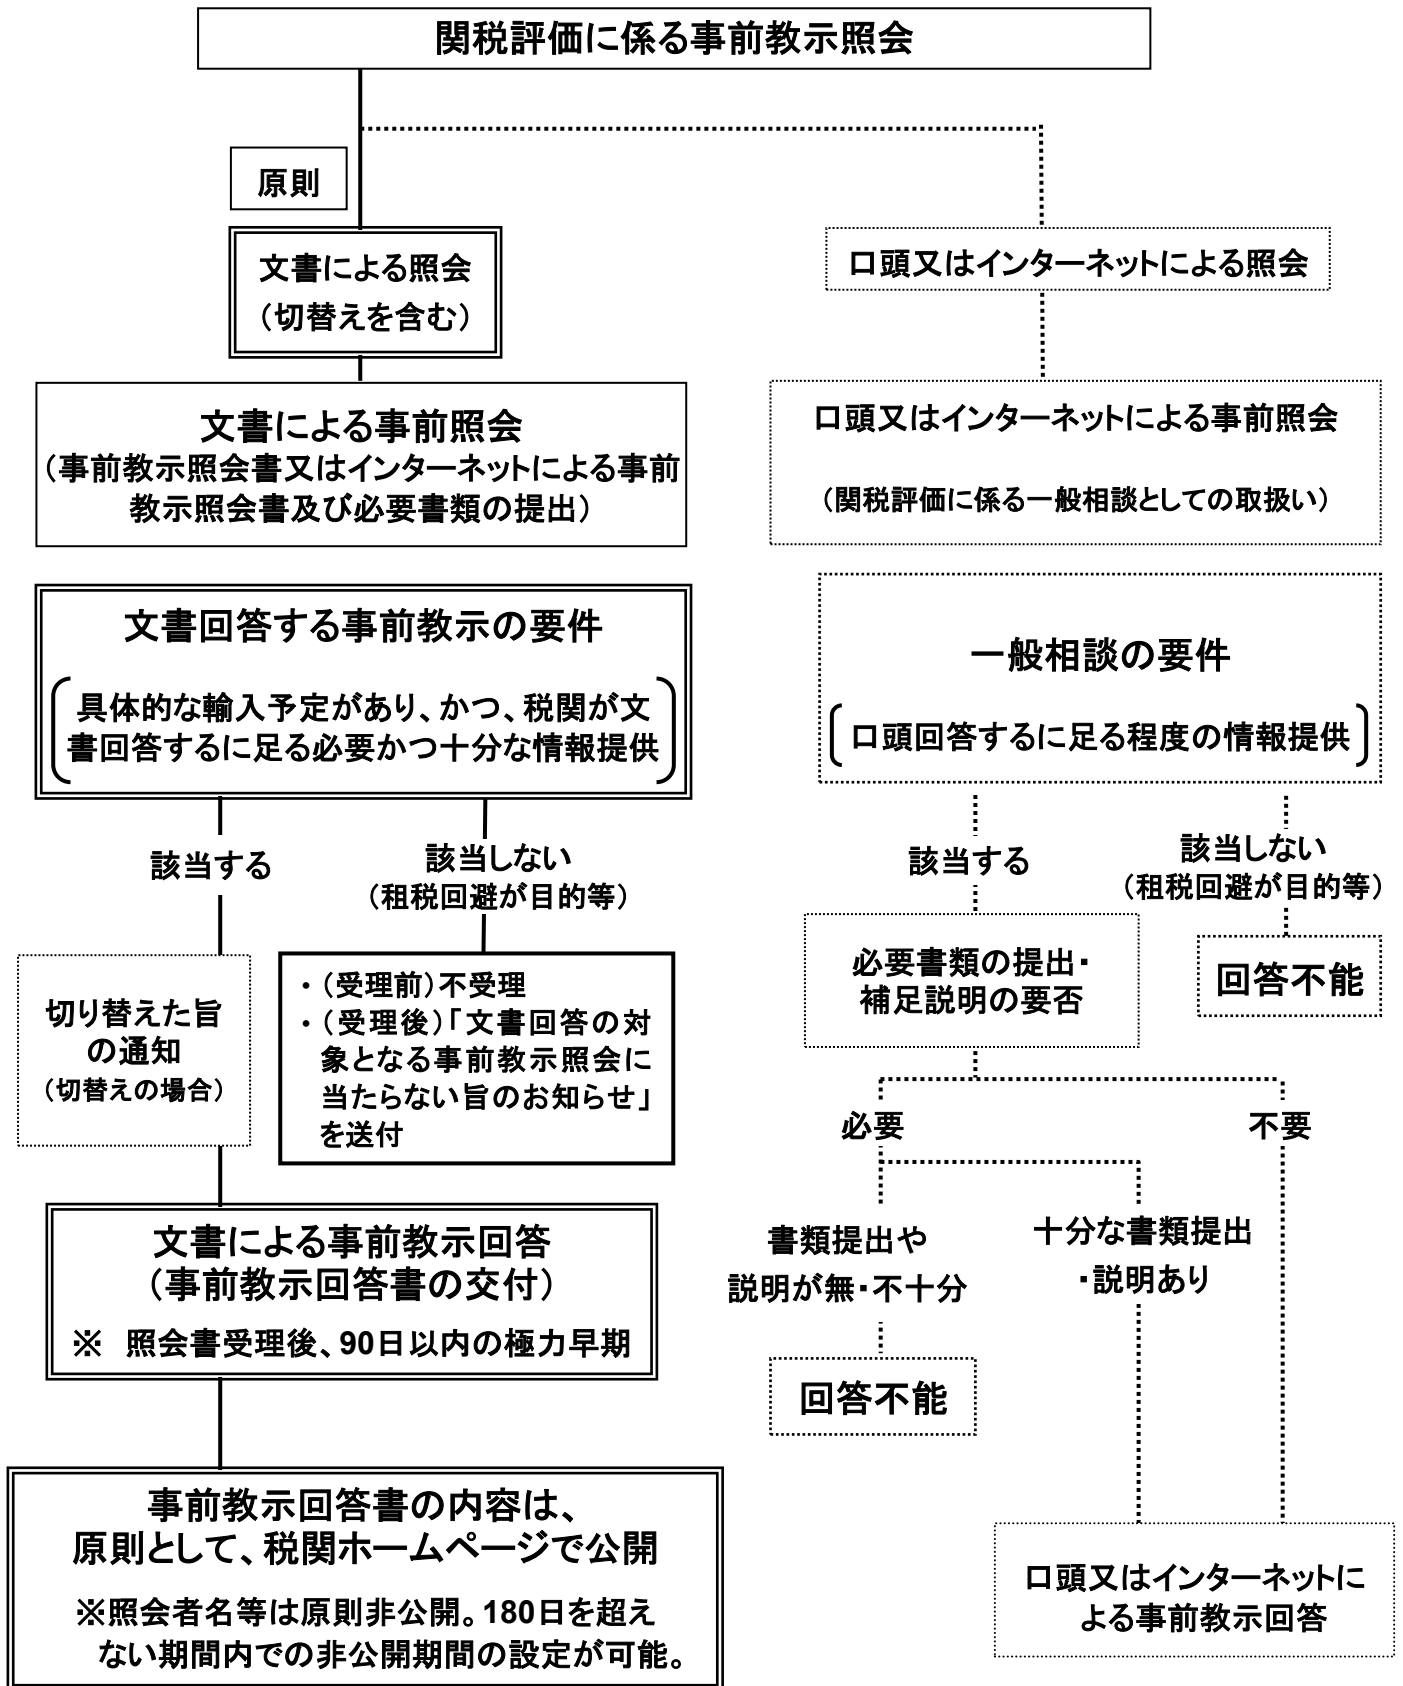 関税評価に係る事前教示照会
原則
文書による照会
（切替えを含む）
文書による事前照会
（事前教示照会書又はインターネットによる事前
教示照会書及び必要書類の提出）
文書回答する事前教示の要件
具体的な輸入予定があり、かつ、税関が文
書回答するに足る必要かつ十分な情報提供
該当する
該当しない
（租税回避が目的等）
切り替えた旨
の通知
（切替えの場合）
・（受理前）不受理
・（受理後）「文書回答の対
象となる事前教示照会に
当たらない旨のお知らせ」
を送付
文書による事前教示回答
（事前教示回答書の交付）
※　照会書受理後、90日以内の極力早期
事前教示回答書の内容は、
原則として、税関ホームページで公開
※照会者名等は原則非公開。180日を超え
ない期間内での非公開期間の設定が可能。
口頭又はインターネットによる照会
口頭又はインターネットによる事前照会
（関税評価に係る一般相談としての取扱い）
一般相談の要件
口頭回答するに足る程度の情報提供
該当する
該当しない
（租税回避が目的等）
必要書類の提出・
補足説明の要否
回答不能
必要
不要
書類提出や
説明が無・不十分
十分な書類提出
・説明あり
回答不能
口頭又はインターネットに
よる事前教示回答